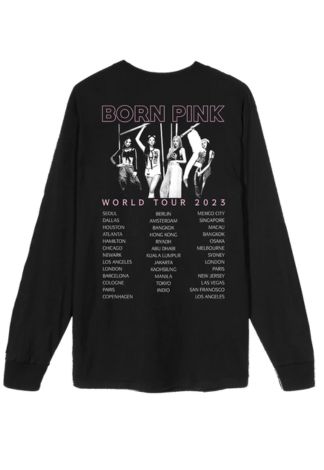 BORN PINK
WORLD TOUR 2023
SEOUL BERLIN MEXICO CITY
DALLAS AMSTERDAM SINGAPORE
HOUSTON BANGKOK MACAU
ATLANTA HONG KONG BANGKOK
HAMILTON RIYADH OSAKA
CHICAGO ABU DHABI MELBOURNE
NEWARK KUALA LUMPUR SYDNEY
LOS ANGELES JAKARTA LONDON
LONDON KAOHSIUNG PARIS
BARCELONA MANILA NEW JERSEY
COLOGNE TOKYO LAS VEGAS
PARIS INDIO SAN FRANCISCO
COPENHAGEN LOS ANGELES